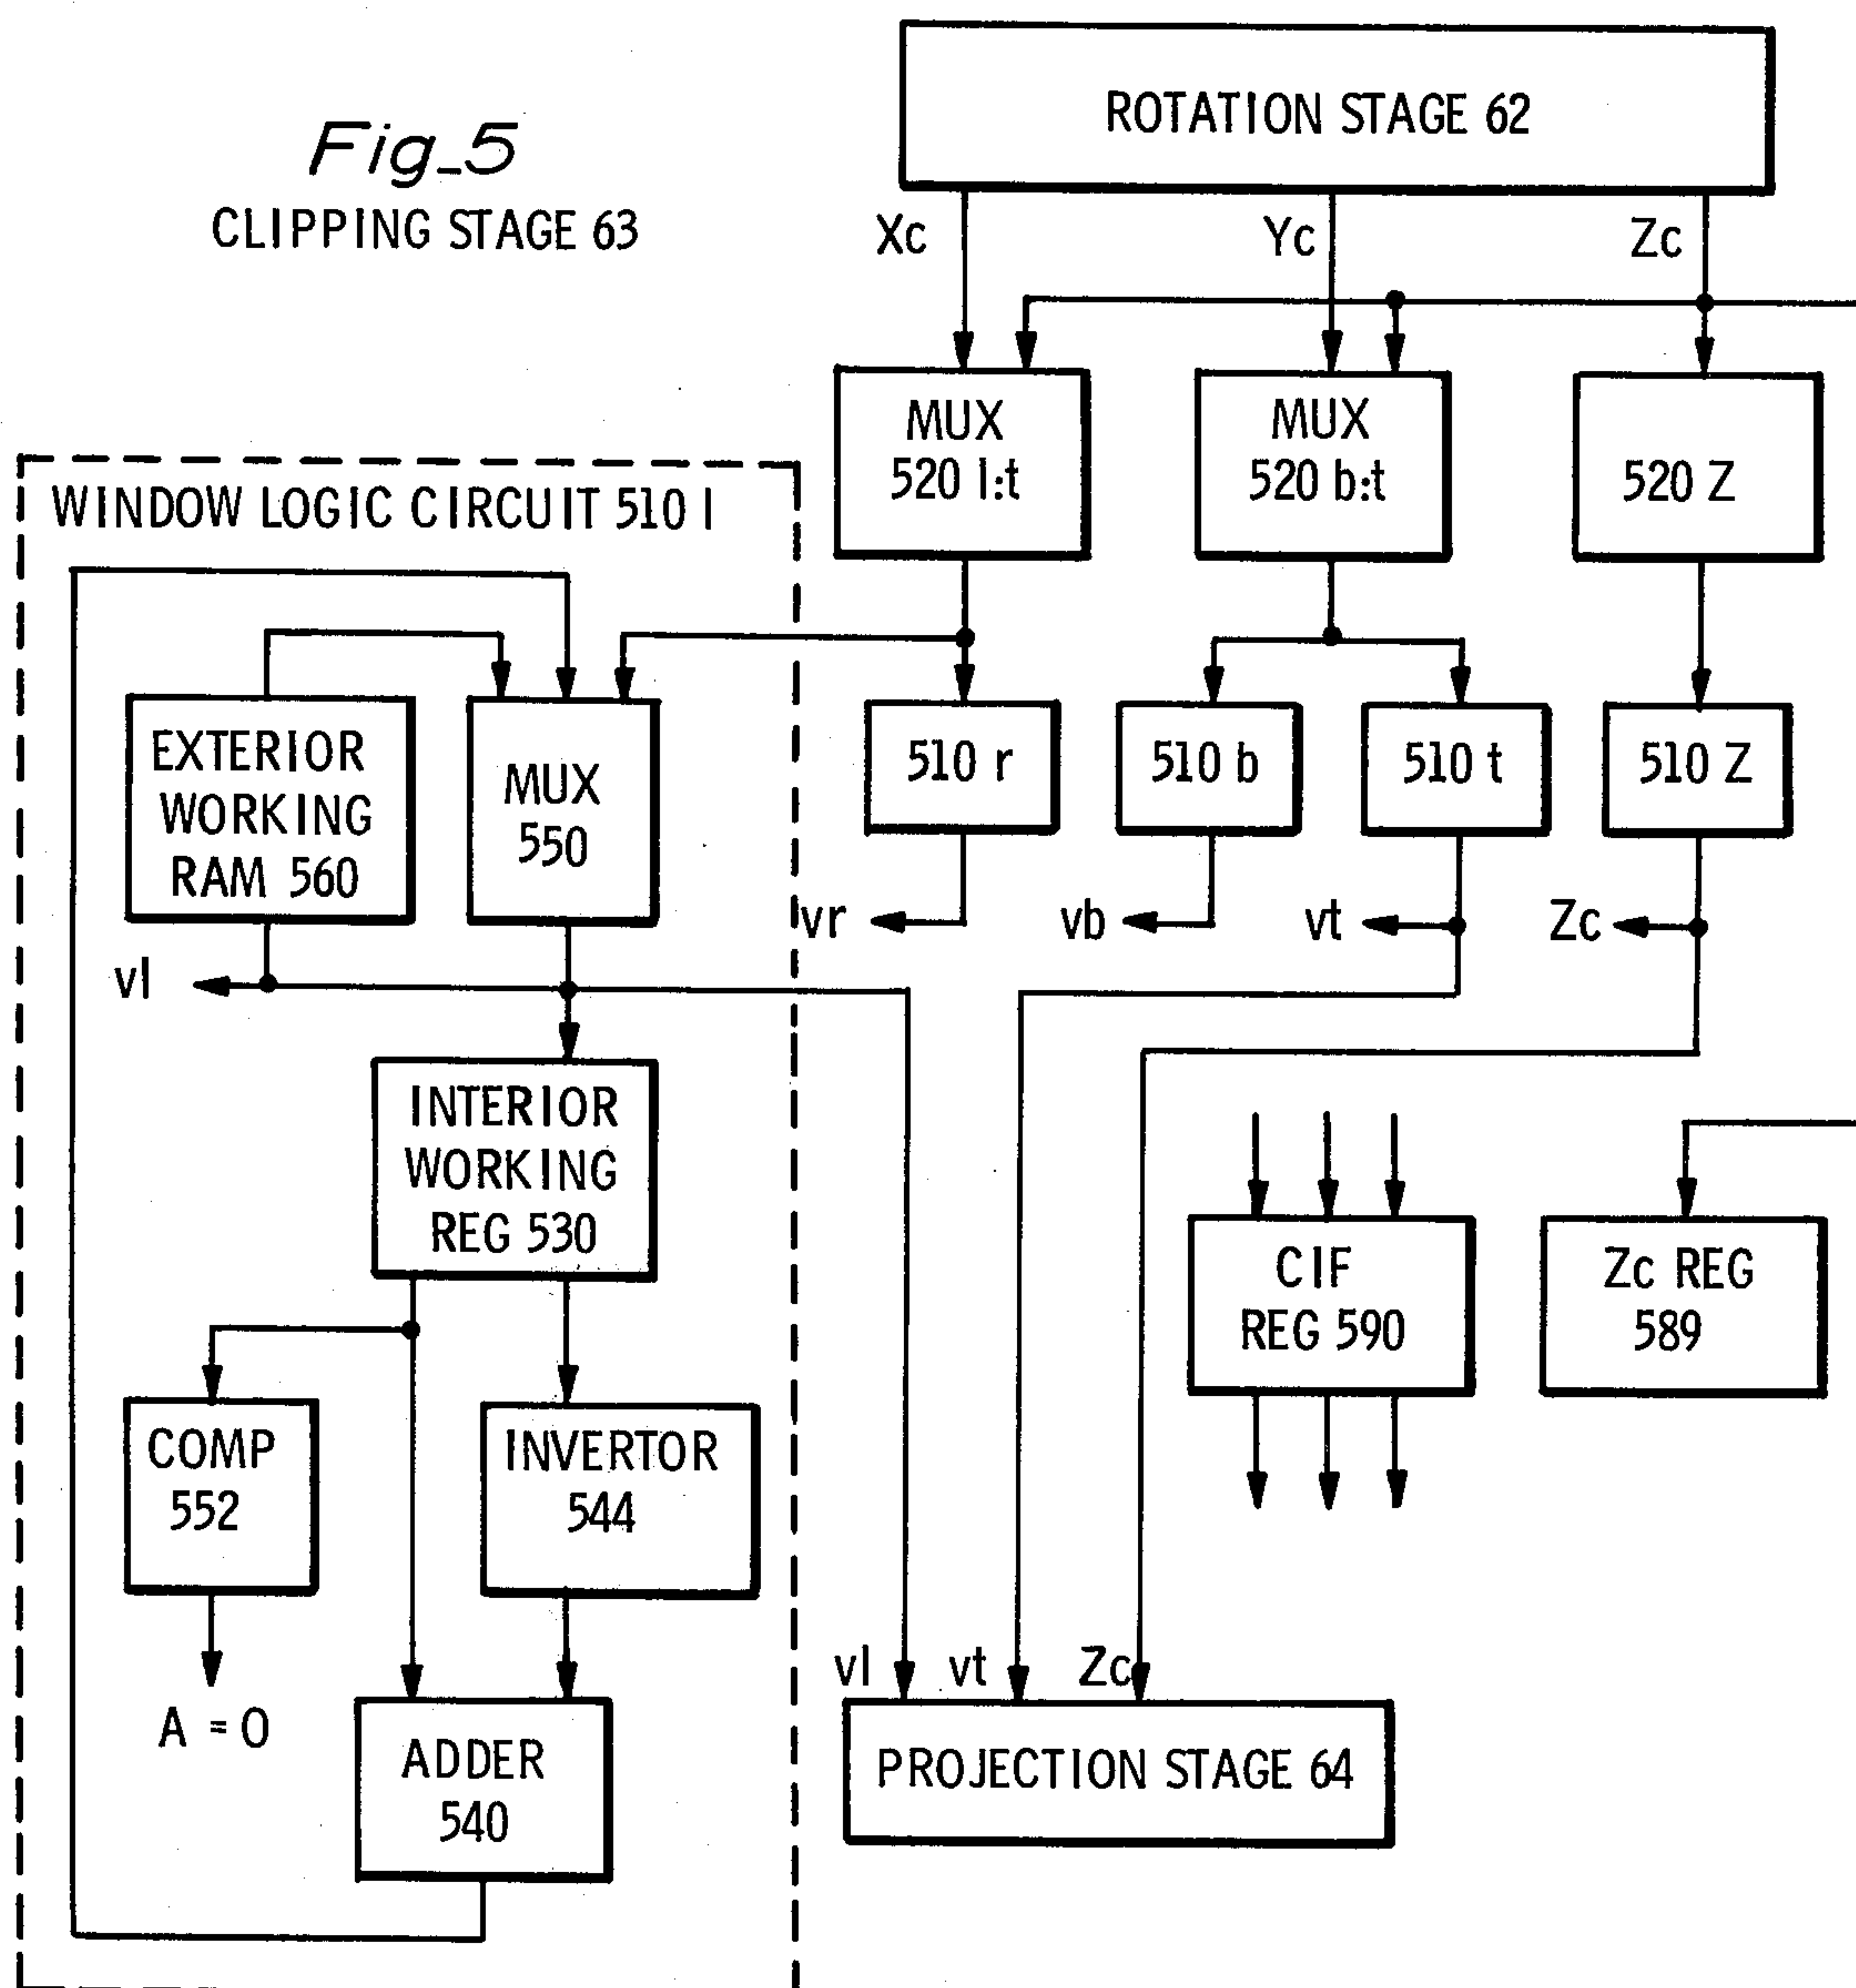 Fig_5
CLIPPING STAGE 63
ROTATION STAGE 62
Xc
Yc
Zc
MUX
520 l:t
MUX
520 b:t
520 Z
WINDOW LOGIC CIRCUIT 510 l
EXTERIOR
WORKING
RAM 560
MUX
550
510 r
510 b
510 t
510 Z
vr
vb
vt
Zc
vl
INTERIOR
WORKING
REG 530
CIF
REG 590
Zc REG
589
COMP
552
INVERTOR
544
A = 0
ADDER
540
vl
vt
Zc
PROJECTION STAGE 64